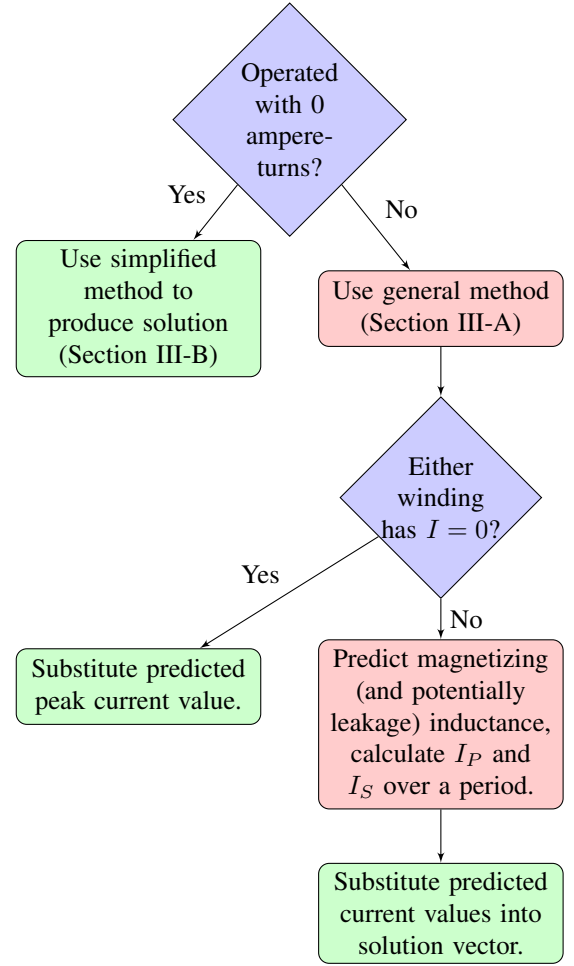 Operated
with 0
ampere-
turns?
Yes
No
Use simplified
method to
produce solution
(Section III-B)
Use general method
(Section III-A)
Either
winding
has I = 0?
Yes
No
Substitute predicted
peak current value.
Predict magnetizing
(and potentially
leakage) inductance,
calculate I_P and
I_S over a period.
Substitute predicted
current values into
solution vector.